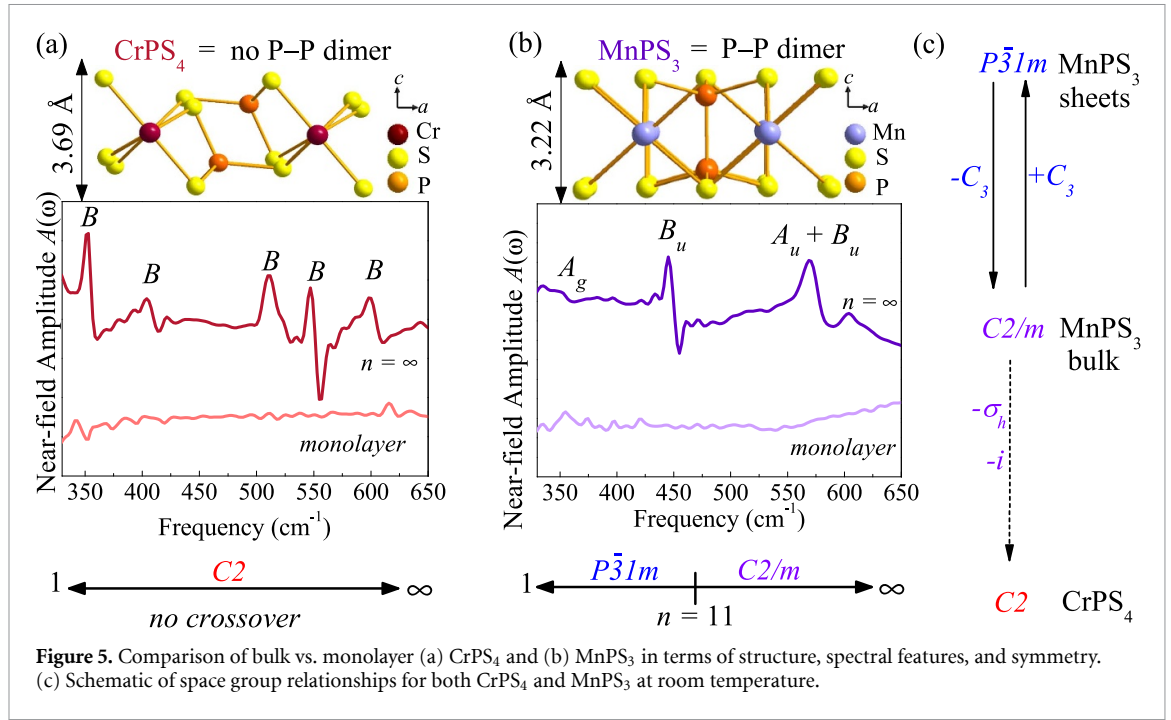 (a)
CrPS₄ = no P–P dimer
3.69 Å
c
a
Cr
S
P
Near-field Amplitude A(ω)
B
B
B
B
B
n = ∞
monolayer
350 400 450 500 550 600 650
Frequency (cm⁻¹)
1 C2 ∞
no crossover
(b)
MnPS₃ = P–P dimer
3.22 Å
c
a
Mn
S
P
Near-field Amplitude A(ω)
A_g
B_u
A_u + B_u
n = ∞
monolayer
350 400 450 500 550 600 650
Frequency (cm⁻¹)
1 P3̄1m C2/m ∞
n = 11
(c)
P3̄1m MnPS₃
sheets
-C₃ +C₃
C2/m MnPS₃
bulk
-σₕ
-i
C2 CrPS₄
Figure 5. Comparison of bulk vs. monolayer (a) CrPS₄ and (b) MnPS₃ in terms of structure, spectral features, and symmetry.
(c) Schematic of space group relationships for both CrPS₄ and MnPS₃ at room temperature.